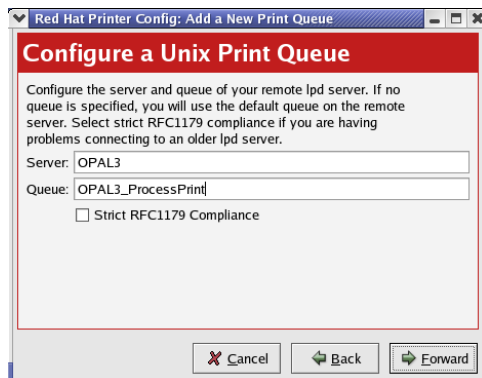 Red Hat Printer Config: Add a New Print Queue
Configure a Unix Print Queue
Configure the server and queue of your remote lpd server. If no
queue is specified, you will use the default queue on the remote
server. Select strict RFC1179 compliance if you are having
problems connecting to an older lpd server.
Server: OPAL3
Queue: OPAL3_ProcessPrint
Strict RFC1179 Compliance
Cancel Back Forward